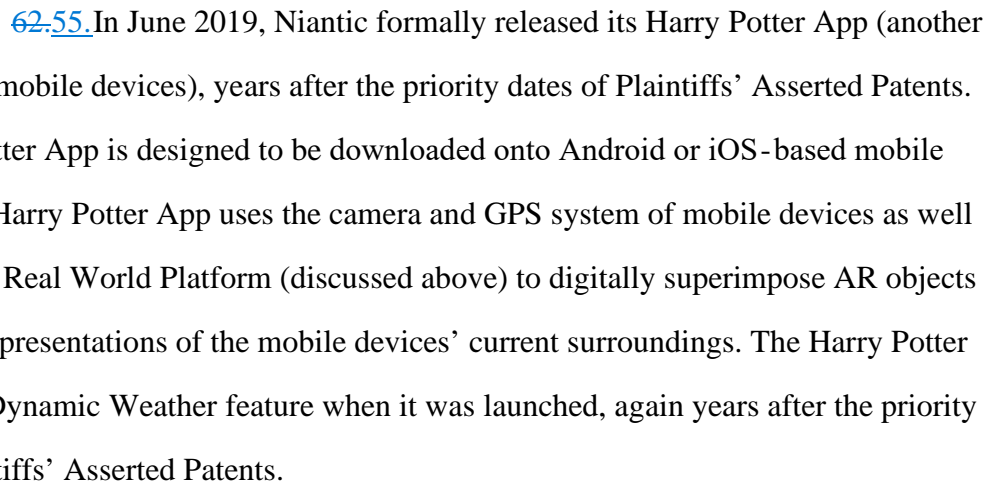 62.55.In June 2019, Niantic formally released its Harry Potter App (another
mobile devices), years after the priority dates of Plaintiffs’ Asserted Patents.
App is designed to be downloaded onto Android or iOS-based mobile
Harry Potter App uses the camera and GPS system of mobile devices as well
Real World Platform (discussed above) to digitally superimpose AR objects
of the mobile devices’ current surroundings. The Harry Potter
Dynamic Weather feature when it was launched, again years after the priority
Asserted Patents.